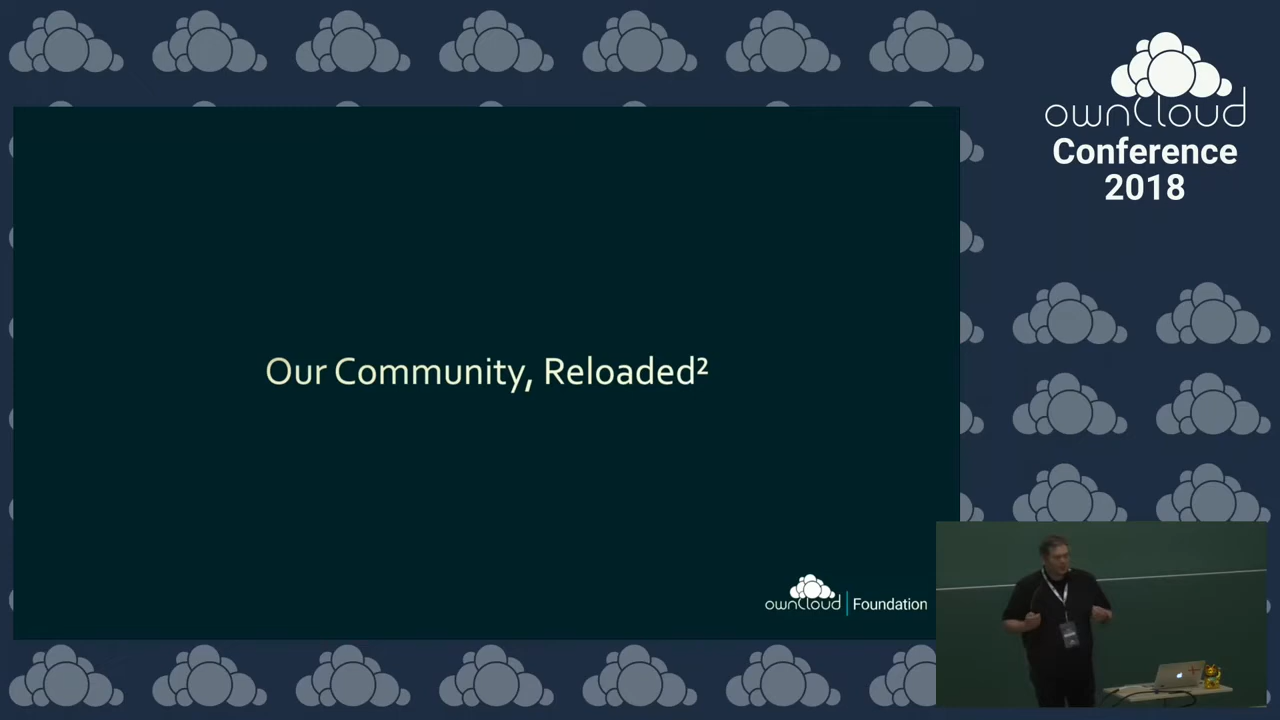 ownCloud
Conference
2018
Our Community, Reloaded²
ownCloud | Foundation